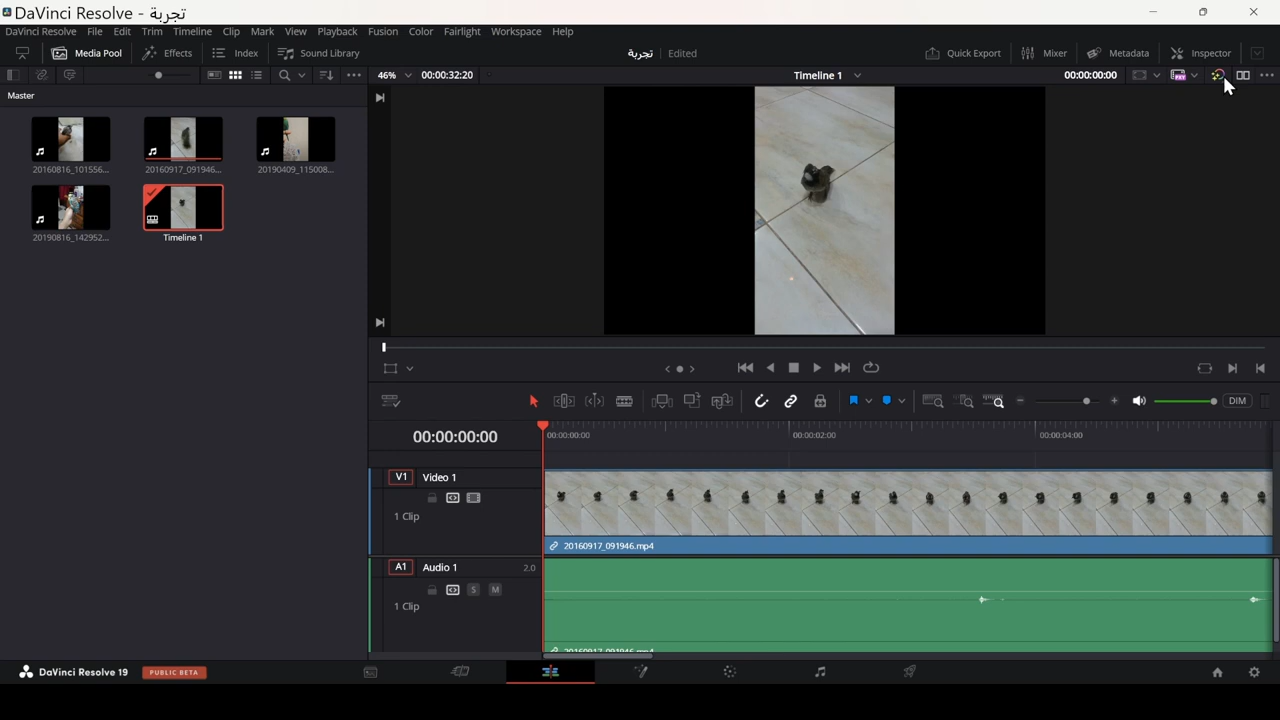 DaVinci Resolve - تجربة
DaVinci Resolve File Edit Trim Timeline Clip Mark View Playback Fusion Color Fairlight Workspace Help
Media Pool Effects Index Sound Library تجربة Edited Quick Export Mixer Metadata Inspector
46% 00:00:32:20 Timeline 1 00:00:00:00
Master
20160816_101556... 20160917_091946... 20190409_115008...
20190816_142952... Timeline 1
DIM
00:00:00:00 00:00:00:00 00:00:02:00 00:00:04:00
V1 Video 1
1 Clip
20160917_091946.mp4
A1 Audio 1 2.0
S M
1 Clip
20160917_091946.mp4
DaVinci Resolve 19 PUBLIC BETA